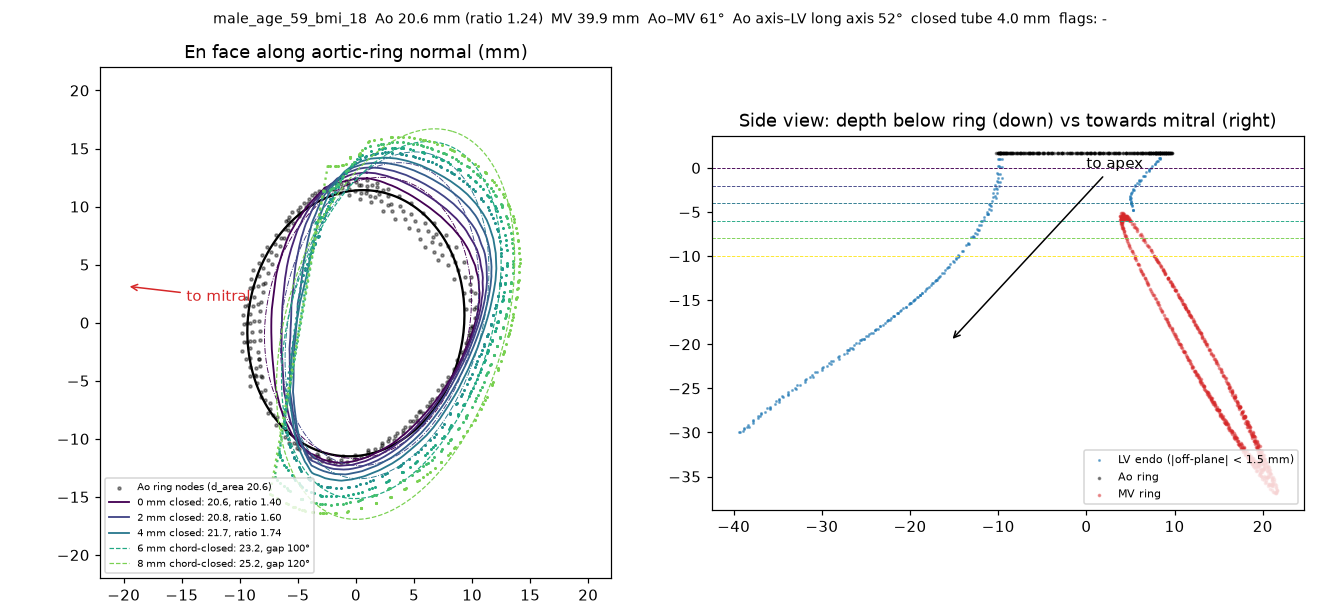 male_age_59_bmi_18  Ao 20.6 mm (ratio 1.24)  MV 39.9 mm  Ao–MV 61°  Ao axis–LV long axis 52°  closed tube 4.0 mm  flags: -
En face along aortic-ring normal (mm)
20
15
10
5
0
−5
−10
−15
−20
to mitral
Ao ring nodes (d_area 20.6)
0 mm closed: 20.6, ratio 1.40
2 mm closed: 20.8, ratio 1.60
4 mm closed: 21.7, ratio 1.74
6 mm chord-closed: 23.2, gap 100°
8 mm chord-closed: 25.2, gap 120°
−20 −15 −10 −5 0 5 10 15 20
Side view: depth below ring (down) vs towards mitral (right)
0
−5
−10
−15
−20
−25
−30
−35
to apex
LV endo (|off-plane| < 1.5 mm)
Ao ring
MV ring
−40 −30 −20 −10 0 10 20